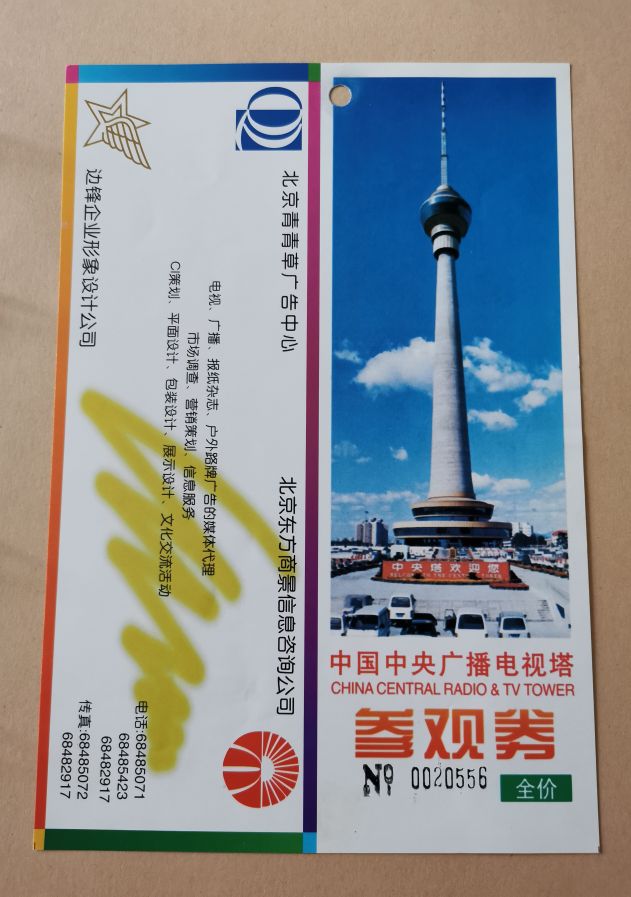 北京青青草广告中心
北京东方商景信息咨询公司
电视、广播、报纸杂志、户外路牌广告的媒体代理
市场调查、营销策划、信息服务
CI策划、平面设计、包装设计、展示设计、文化交流活动
边锋企业形象设计公司
电话:68485071
68485423
68482917
传真:68485072
68482917
中央塔欢迎您
WELCOME TO THE CENTRAL TOWER
中国中央广播电视塔
CHINA CENTRAL RADIO & TV TOWER
参观券
№ 0020556
全价